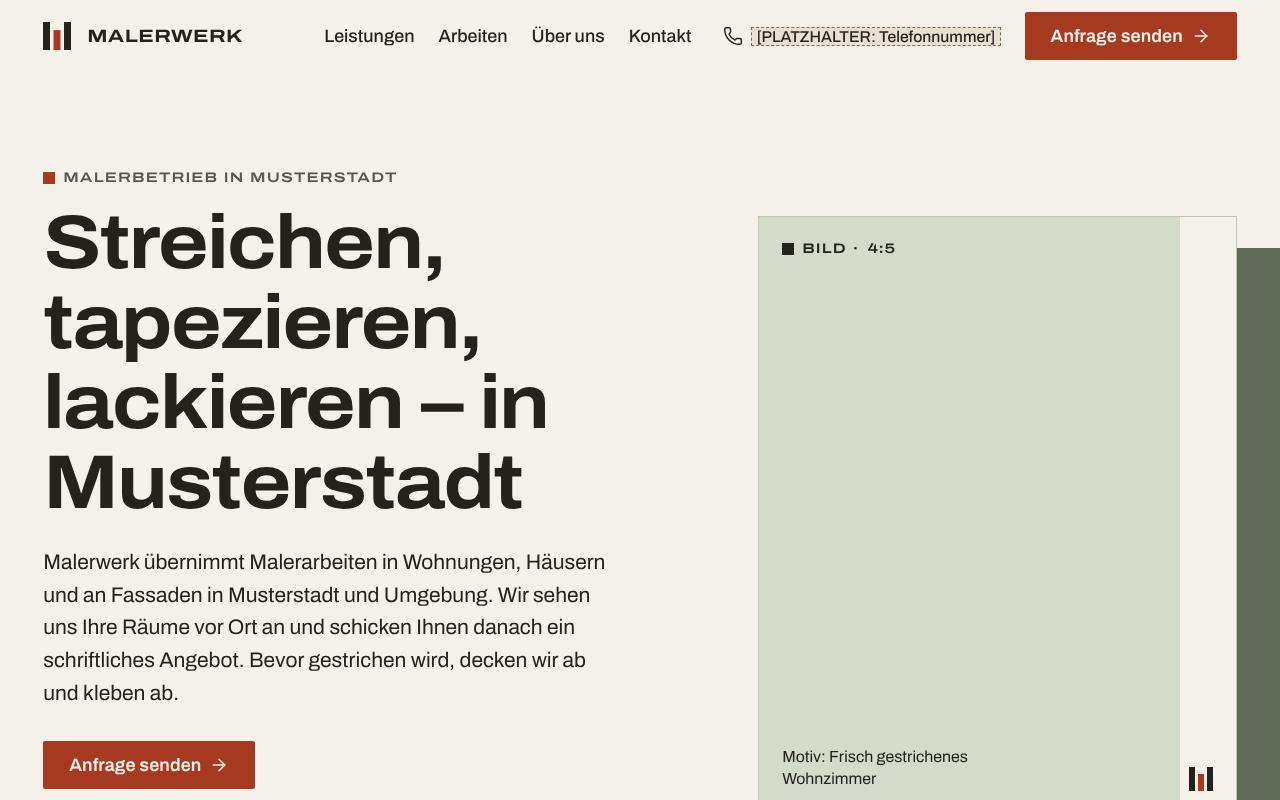 MALERWERK
Leistungen
Arbeiten
Über uns
Kontakt
[PLATZHALTER: Telefonnummer]
Anfrage senden
MALERBETRIEB IN MUSTERSTADT
Streichen,
tapezieren,
lackieren – in
Musterstadt
Malerwerk übernimmt Malerarbeiten in Wohnungen, Häusern
und an Fassaden in Musterstadt und Umgebung. Wir sehen
uns Ihre Räume vor Ort an und schicken Ihnen danach ein
schriftliches Angebot. Bevor gestrichen wird, decken wir ab
und kleben ab.
Anfrage senden
BILD · 4:5
Motiv: Frisch gestrichenes
Wohnzimmer